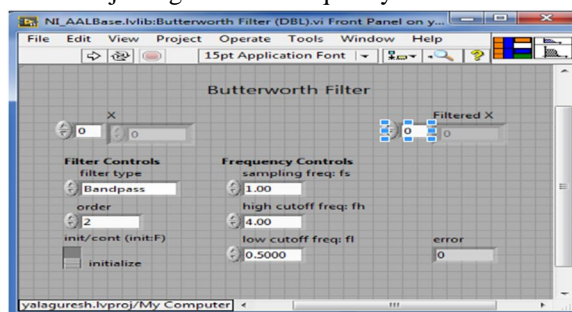 NI_AALBase.lvlib:Butterworth Filter (DBL).vi Front Panel on y...
File Edit View Project Operate Tools Window Help
15pt Application Font
Butterworth Filter
X
Filtered X
0 0
0 0
Filter Controls
Frequency Controls
filter type
sampling freq: fs
Bandpass
1.00
order
high cutoff freq: fh
2
4.00
init/cont (init:F)
low cutoff freq: fl
error
initialize
0.5000
0
yalaguresh.lvproj/My Computer